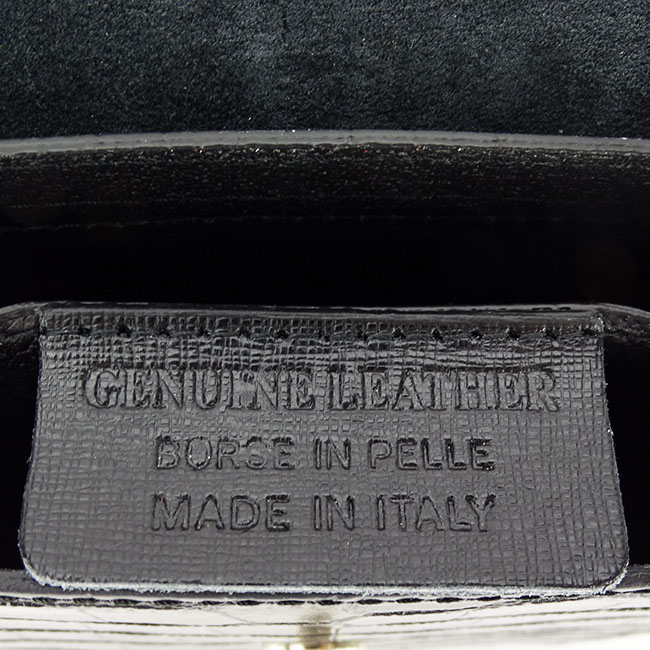 GENUINE LEATHER
BORSE IN PELLE
MADE IN ITALY